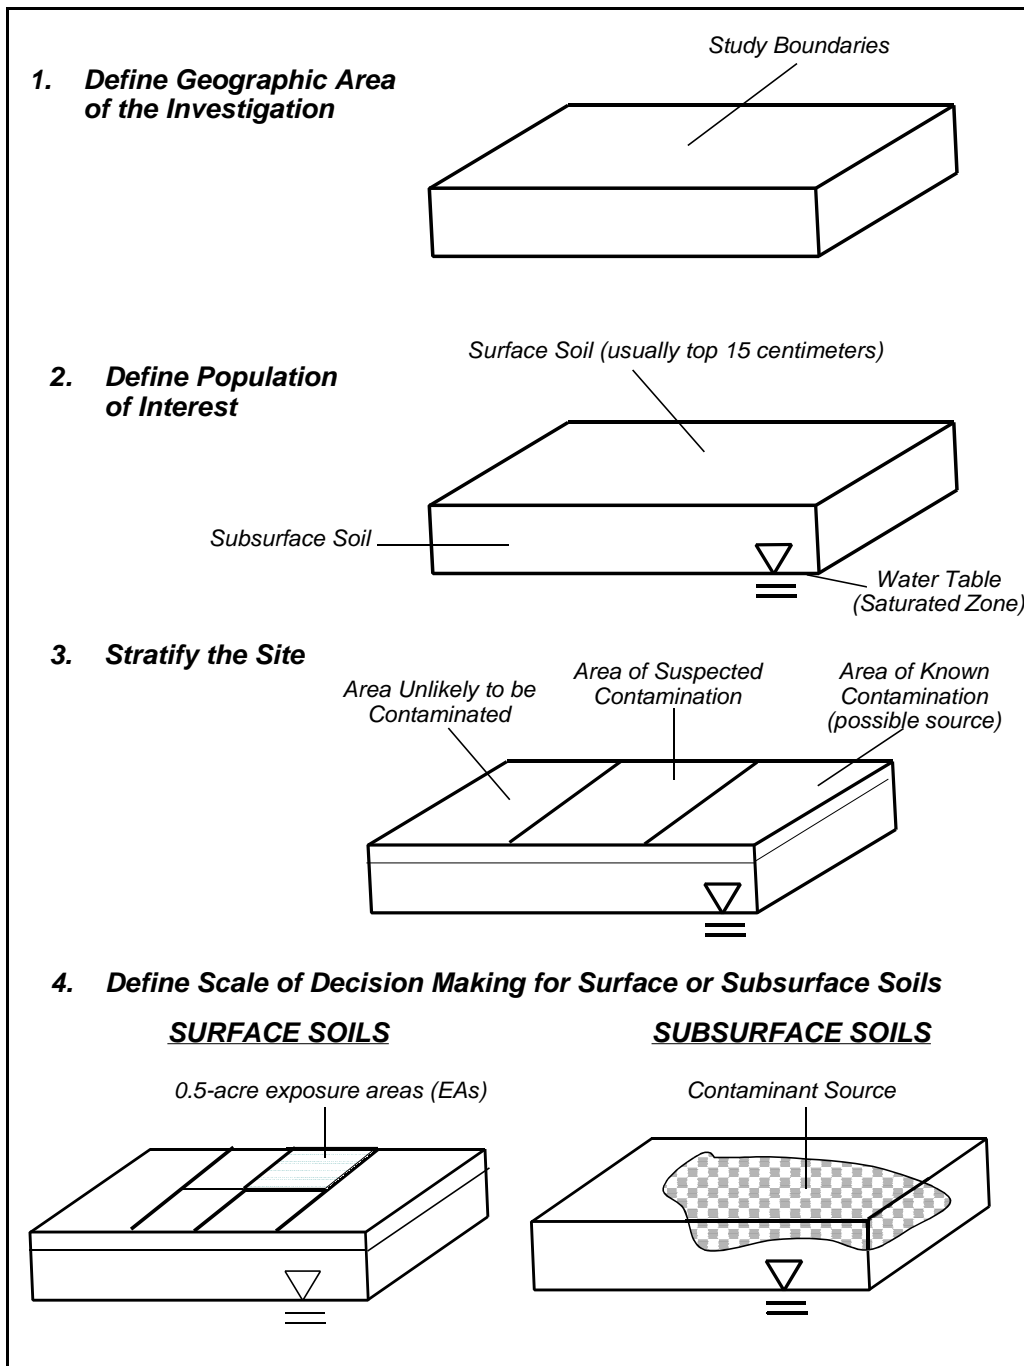 Study Boundaries
1. Define Geographic Area
of the Investigation
Surface Soil (usually top 15 centimeters)
2. Define Population
of Interest
Subsurface Soil
Water Table
(Saturated Zone)
3. Stratify the Site
Area Unlikely to be
Contaminated
Area of Suspected
Contamination
Area of Known
Contamination
(possible source)
4. Define Scale of Decision Making for Surface or Subsurface Soils
SURFACE SOILS
SUBSURFACE SOILS
0.5-acre exposure areas (EAs)
Contaminant Source